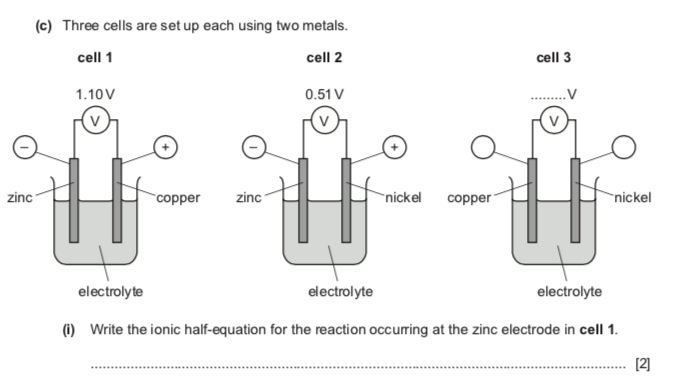 (c) Three cells are set up each using two metals.
cell 1 cell 2 cell 3
1.10 V 0.51 V .........V
V V V
− + − +
zinc copper zinc nickel copper nickel
electrolyte electrolyte electrolyte
(i) Write the ionic half-equation for the reaction occurring at the zinc electrode in cell 1.
............................................................................................................................ [2]